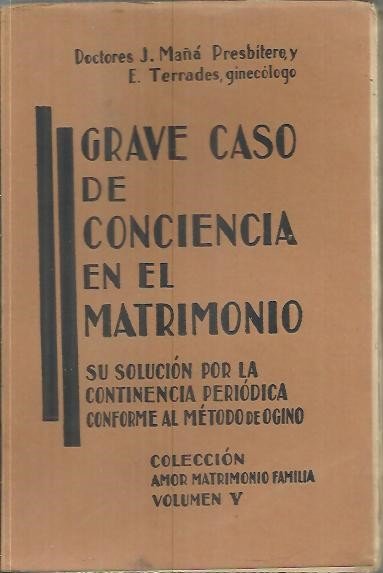 Doctores J. Mañá Presbítero, y
E. Terrades, ginecólogo
GRAVE CASO
DE
CONCIENCIA
EN EL
MATRIMONIO
SU SOLUCIÓN POR LA
CONTINENCIA PERIÓDICA
CONFORME AL MÉTODO DE OGINO
COLECCIÓN
AMOR MATRIMONIO FAMILIA
VOLUMEN V